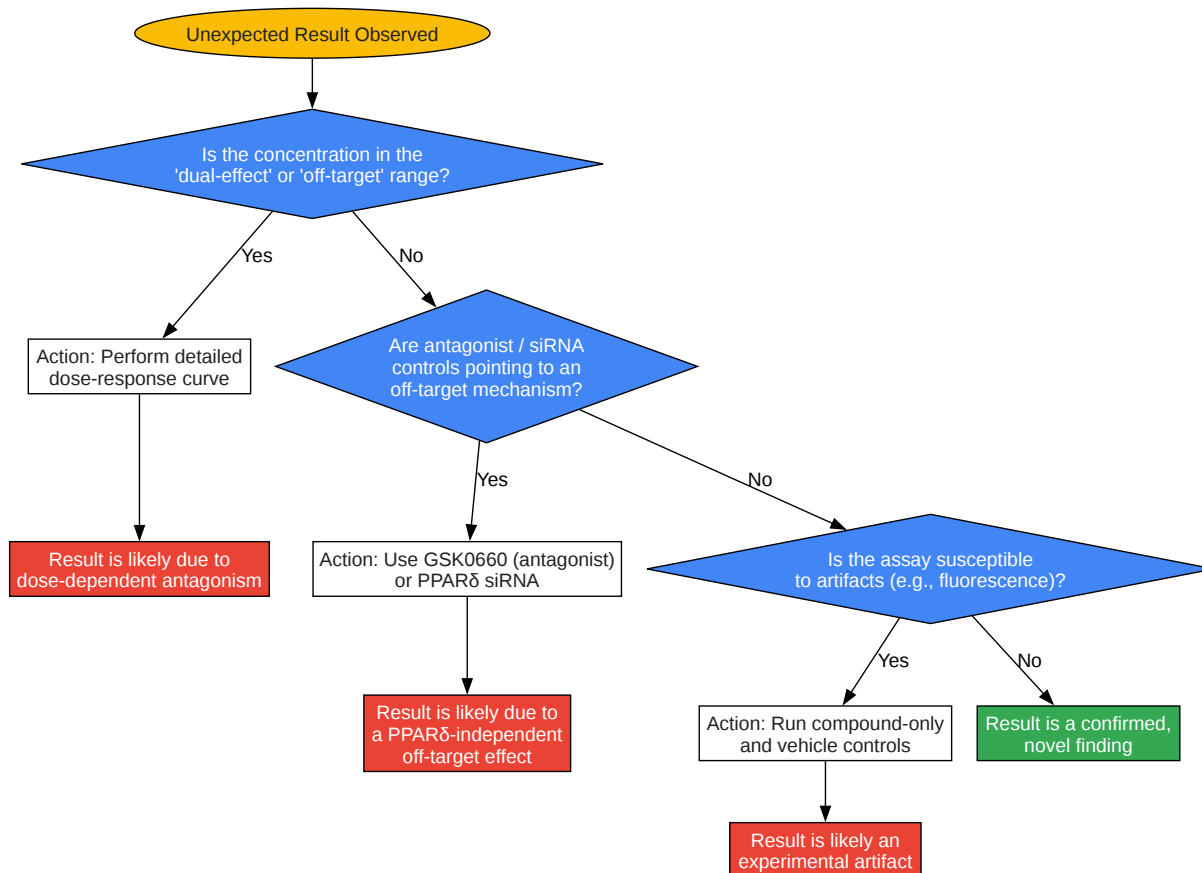 Unexpected Result Observed
Is the concentration in the
'dual-effect' or 'off-target' range?
Yes
No
Action: Perform detailed
dose-response curve
Are antagonist / siRNA
controls pointing to an
off-target mechanism?
Yes
No
Result is likely due to
dose-dependent antagonism
Action: Use GSK0660 (antagonist)
or PPARδ siRNA
Is the assay susceptible
to artifacts (e.g., fluorescence)?
Yes
No
Result is likely due to
a PPARδ-independent
off-target effect
Action: Run compound-only
and vehicle controls
Result is a confirmed,
novel finding
Result is likely an
experimental artifact